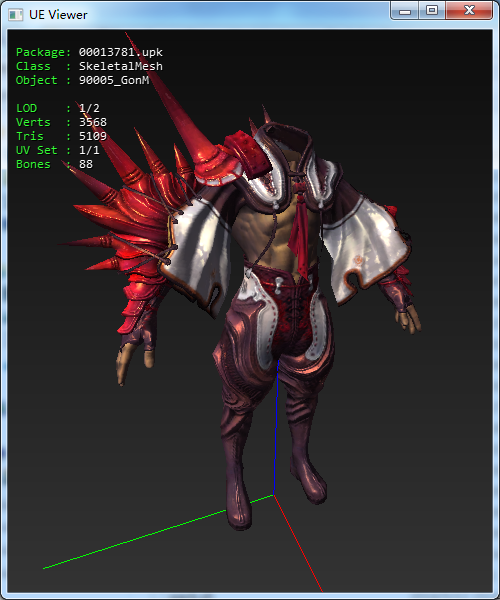 UE Viewer
Package: 00013781.upk
Class : SkeletalMesh
Object : 90005_GonM
LOD : 1/2
Verts : 3568
Tris : 5109
UV Set : 1/1
Bones : 88